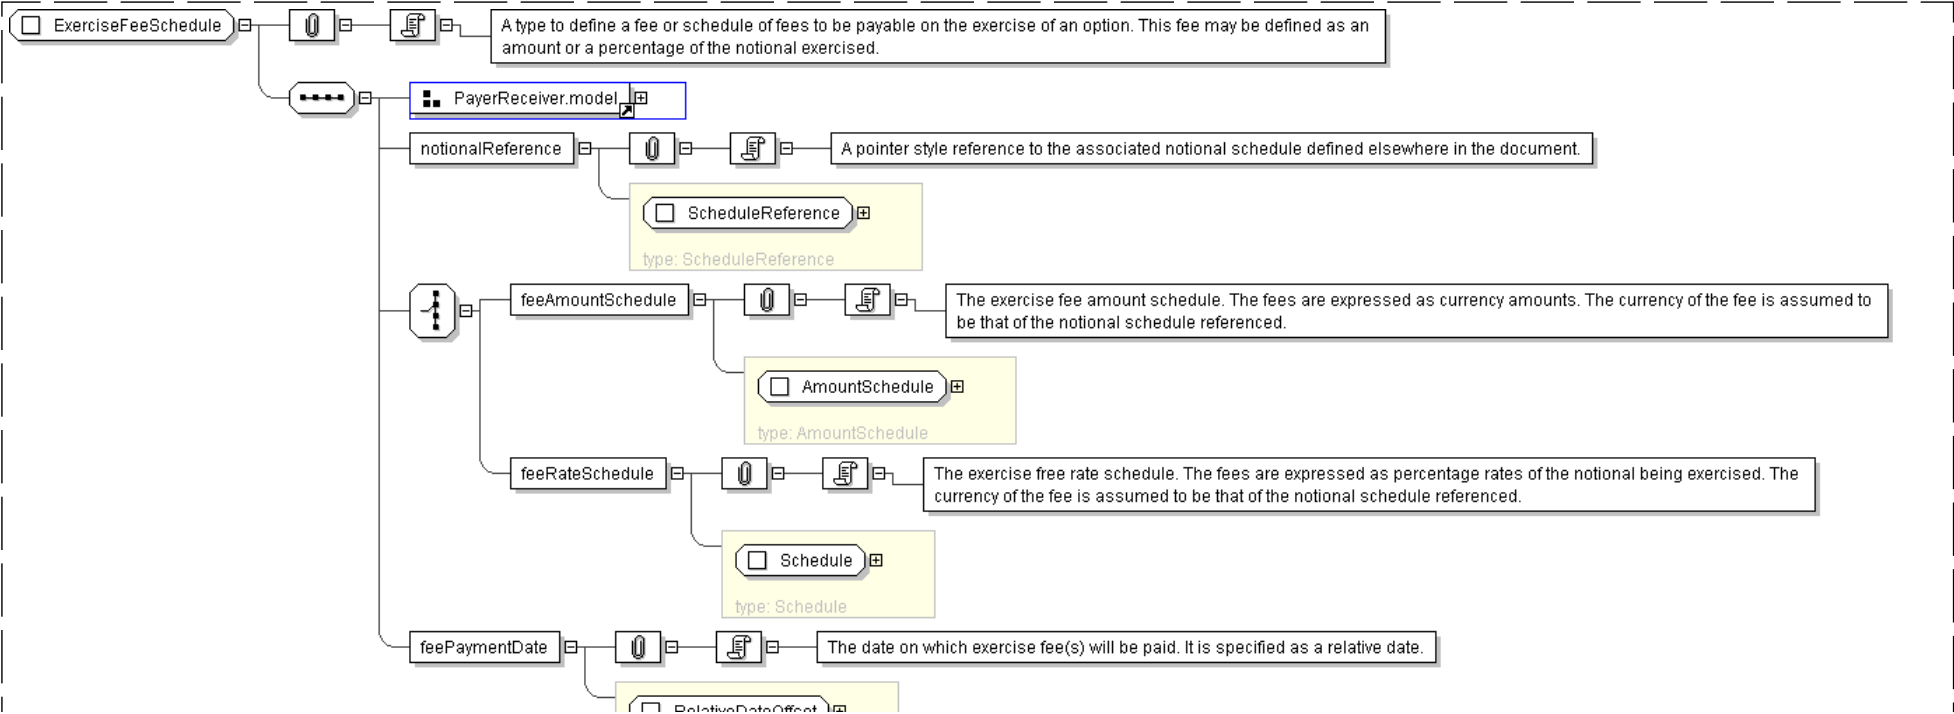 ExerciseFeeSchedule
A type to define a fee or schedule of fees to be payable on the exercise of an option. This fee may be defined as an
amount or a percentage of the notional exercised.
PayerReceiver.model
notionalReference
A pointer style reference to the associated notional schedule defined elsewhere in the document.
ScheduleReference
type: ScheduleReference
feeAmountSchedule
The exercise fee amount schedule. The fees are expressed as currency amounts. The currency of the fee is assumed to
be that of the notional schedule referenced.
AmountSchedule
type: AmountSchedule
feeRateSchedule
The exercise free rate schedule. The fees are expressed as percentage rates of the notional being exercised. The
currency of the fee is assumed to be that of the notional schedule referenced.
Schedule
type: Schedule
feePaymentDate
The date on which exercise fee(s) will be paid. It is specified as a relative date.
RelativeDateOffset